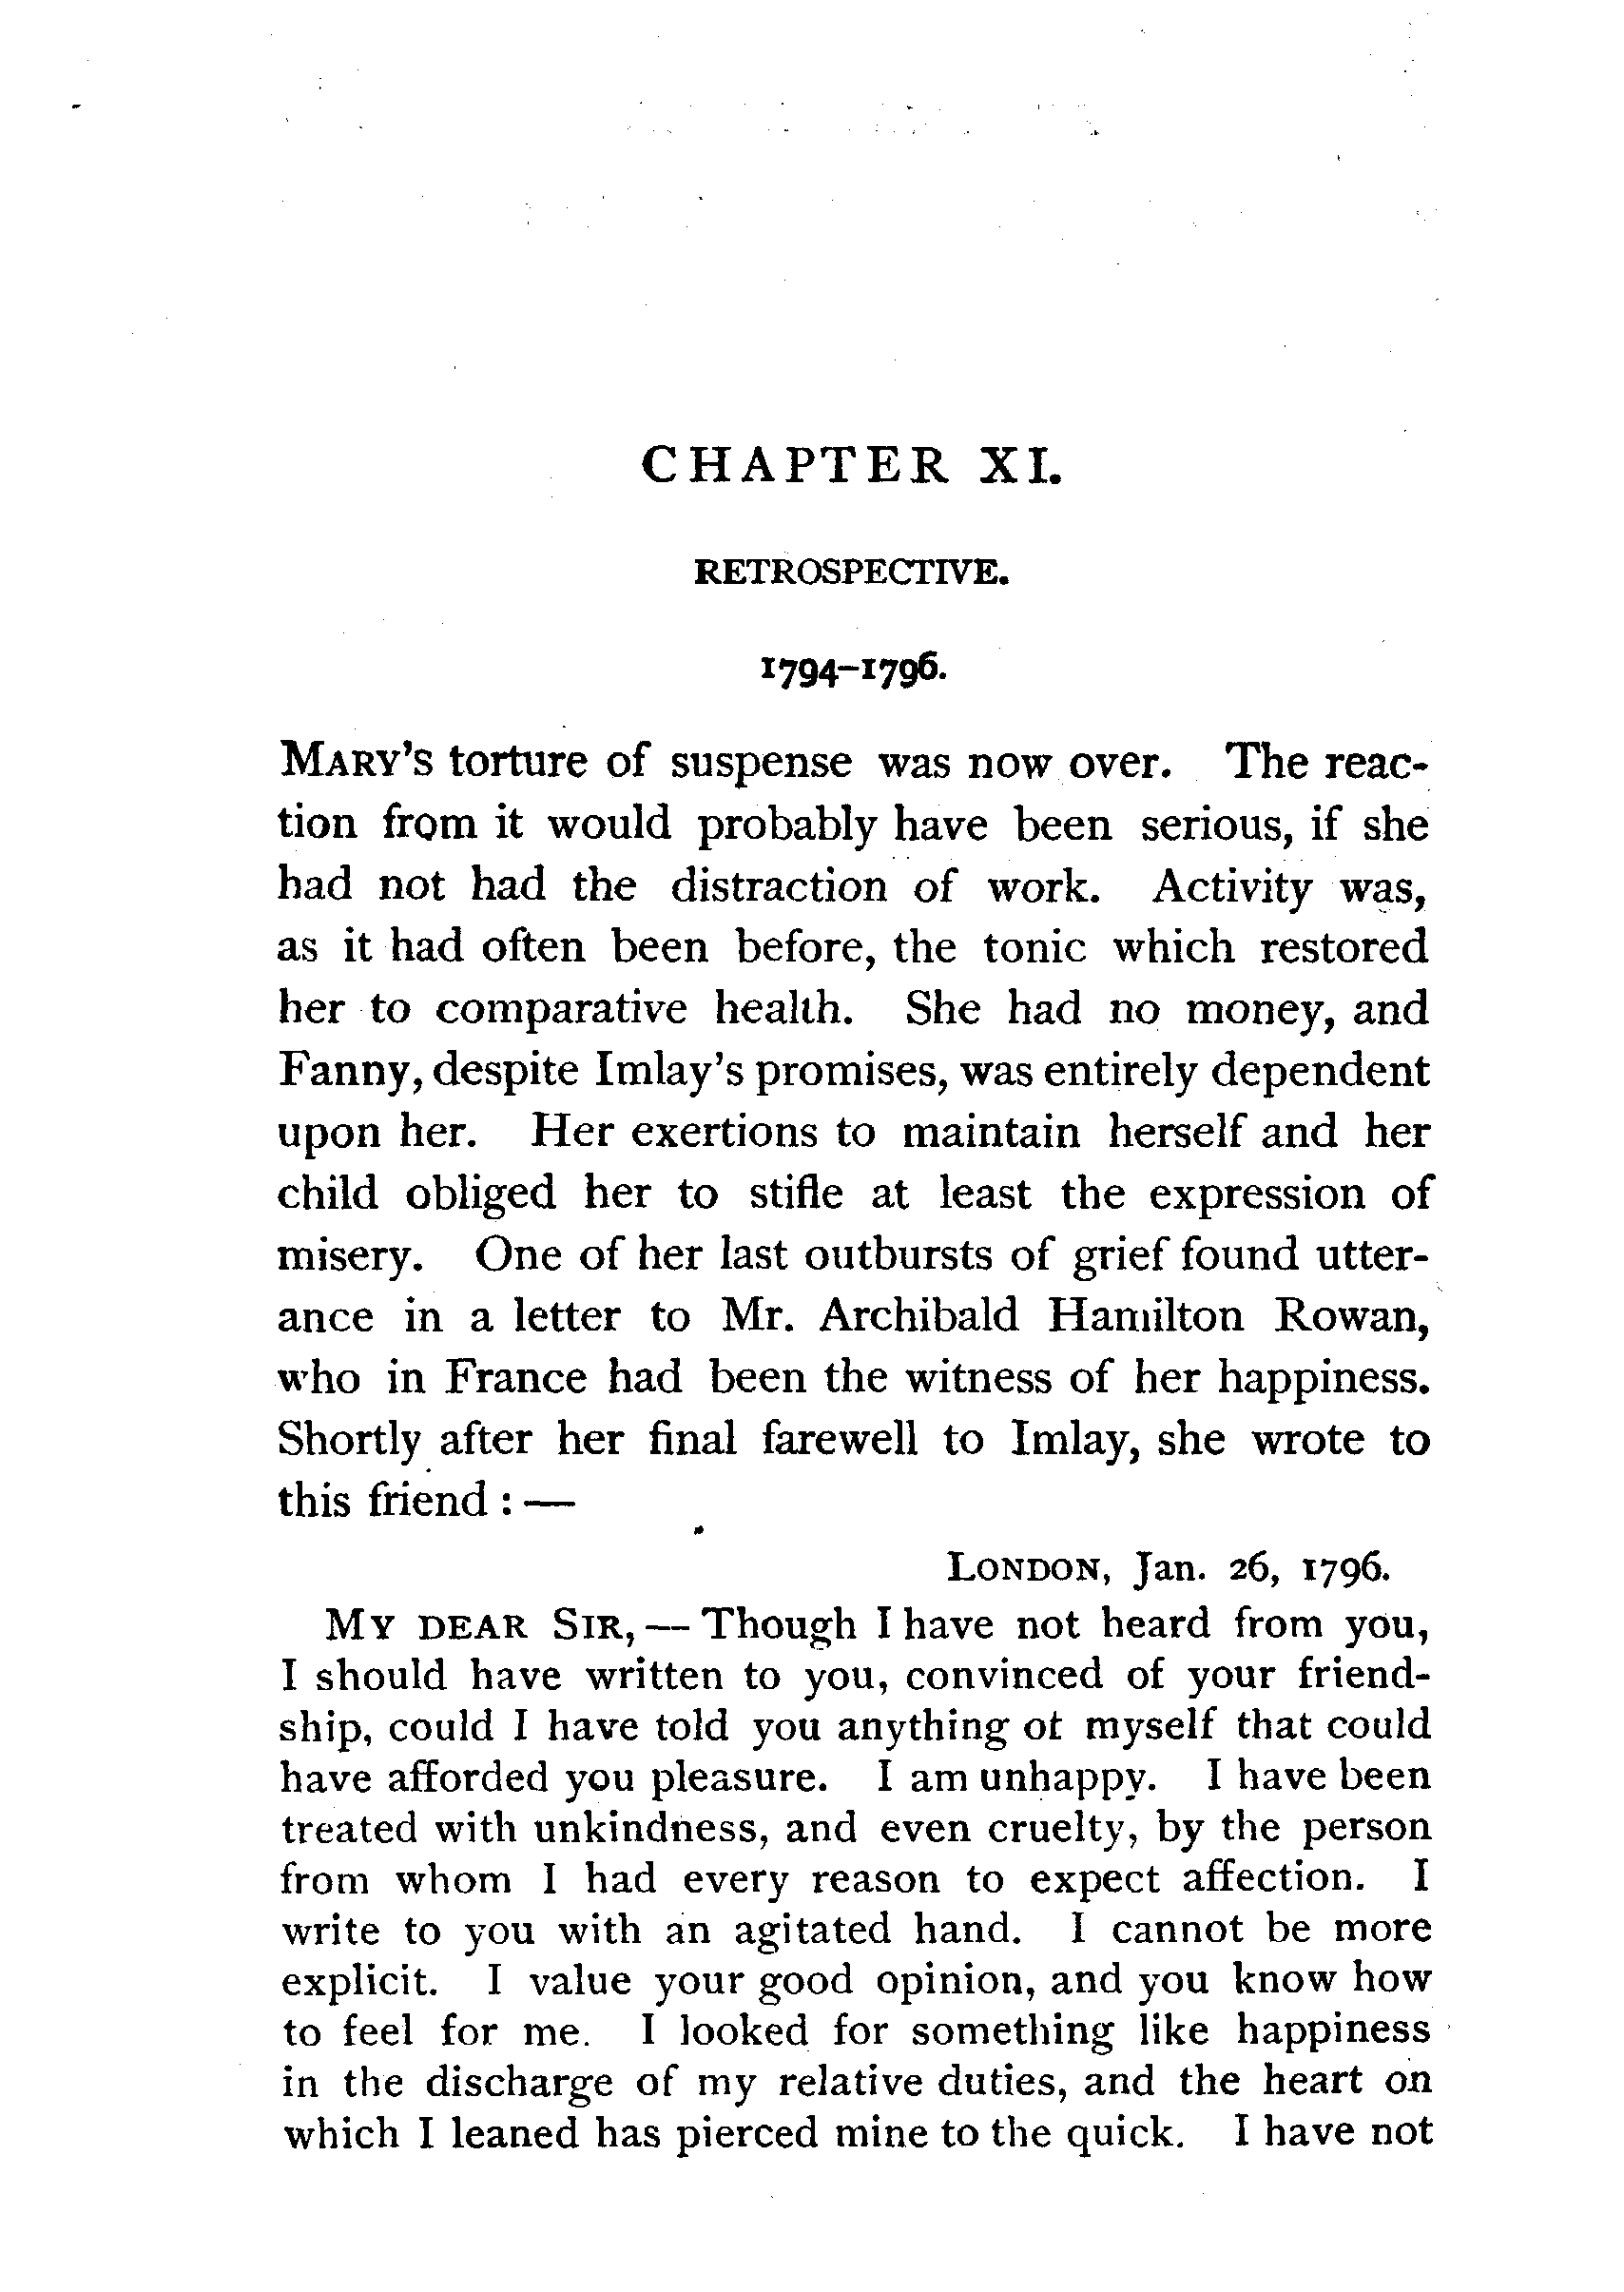 CHAPTER XI.
RETROSPECTIVE.
1794–1796.
MARY'S torture of suspense was now over. The reac-
tion from it would probably have been serious, if she
had not had the distraction of work. Activity was,
as it had often been before, the tonic which restored
her to comparative health. She had no money, and
Fanny, despite Imlay's promises, was entirely dependent
upon her. Her exertions to maintain herself and her
child obliged her to stifle at least the expression of
misery. One of her last outbursts of grief found utter-
ance in a letter to Mr. Archibald Hamilton Rowan,
who in France had been the witness of her happiness.
Shortly after her final farewell to Imlay, she wrote to
this friend : —
LONDON, Jan. 26, 1796.
MY DEAR SIR, — Though I have not heard from you,
I should have written to you, convinced of your friend-
ship, could I have told you anything of myself that could
have afforded you pleasure. I am unhappy. I have been
treated with unkindness, and even cruelty, by the person
from whom I had every reason to expect affection. I
write to you with an agitated hand. I cannot be more
explicit. I value your good opinion, and you know how
to feel for me. I looked for something like happiness
in the discharge of my relative duties, and the heart on
which I leaned has pierced mine to the quick. I have not